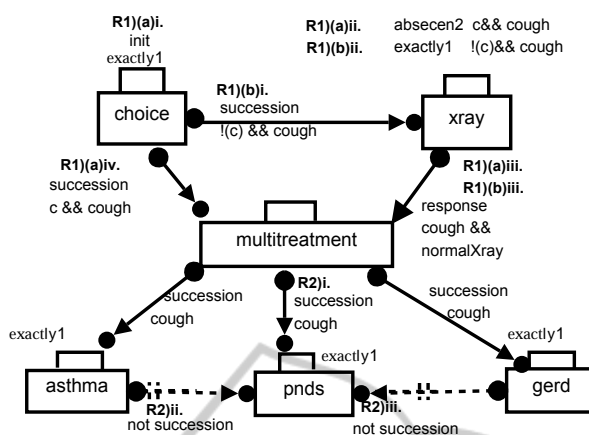 R1)(a)i.
init
exactly1
choice
R1)(a)ii. absecen2 c&& cough
R1)(b)ii. exactly1 !(c)&& cough
R1)(b)i.
succession
!(c) && cough
xray
R1)(a)iv.
succession
c && cough
R1)(a)iii.
R1)(b)iii.
response
cough &&
normalXray
multitreatment
succession
cough
R2)i.
succession
cough
succession
cough
exactly1
asthma
exactly1
pnds
exactly1
gerd
R2)ii.
not succession
R2)iii.
not succession